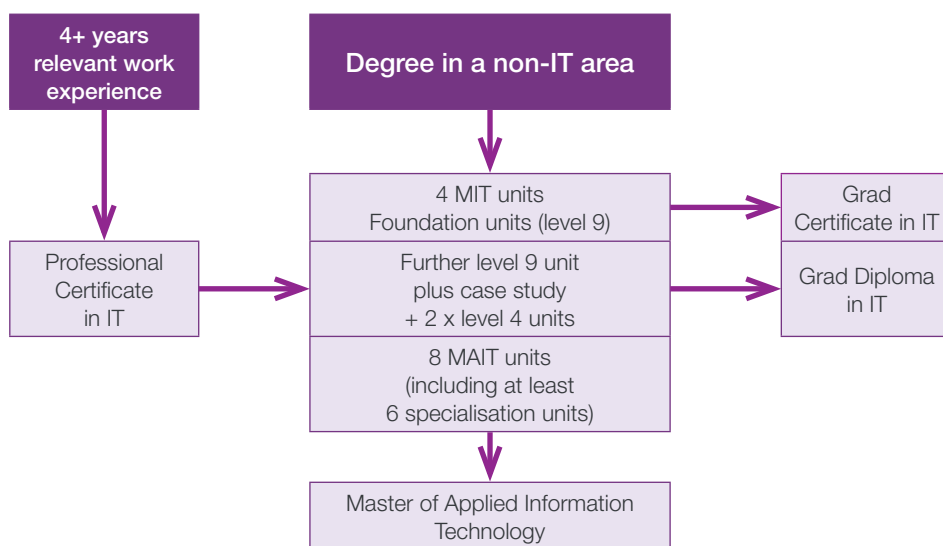 4+ years
relevant work
experience
Degree in a non-IT area
4 MIT units
Foundation units (level 9)
Grad
Certificate in IT
Professional
Certificate
in IT
Further level 9 unit
plus case study
+ 2 x level 4 units
Grad Diploma
in IT
8 MAIT units
(including at least
6 specialisation units)
Master of Applied Information
Technology